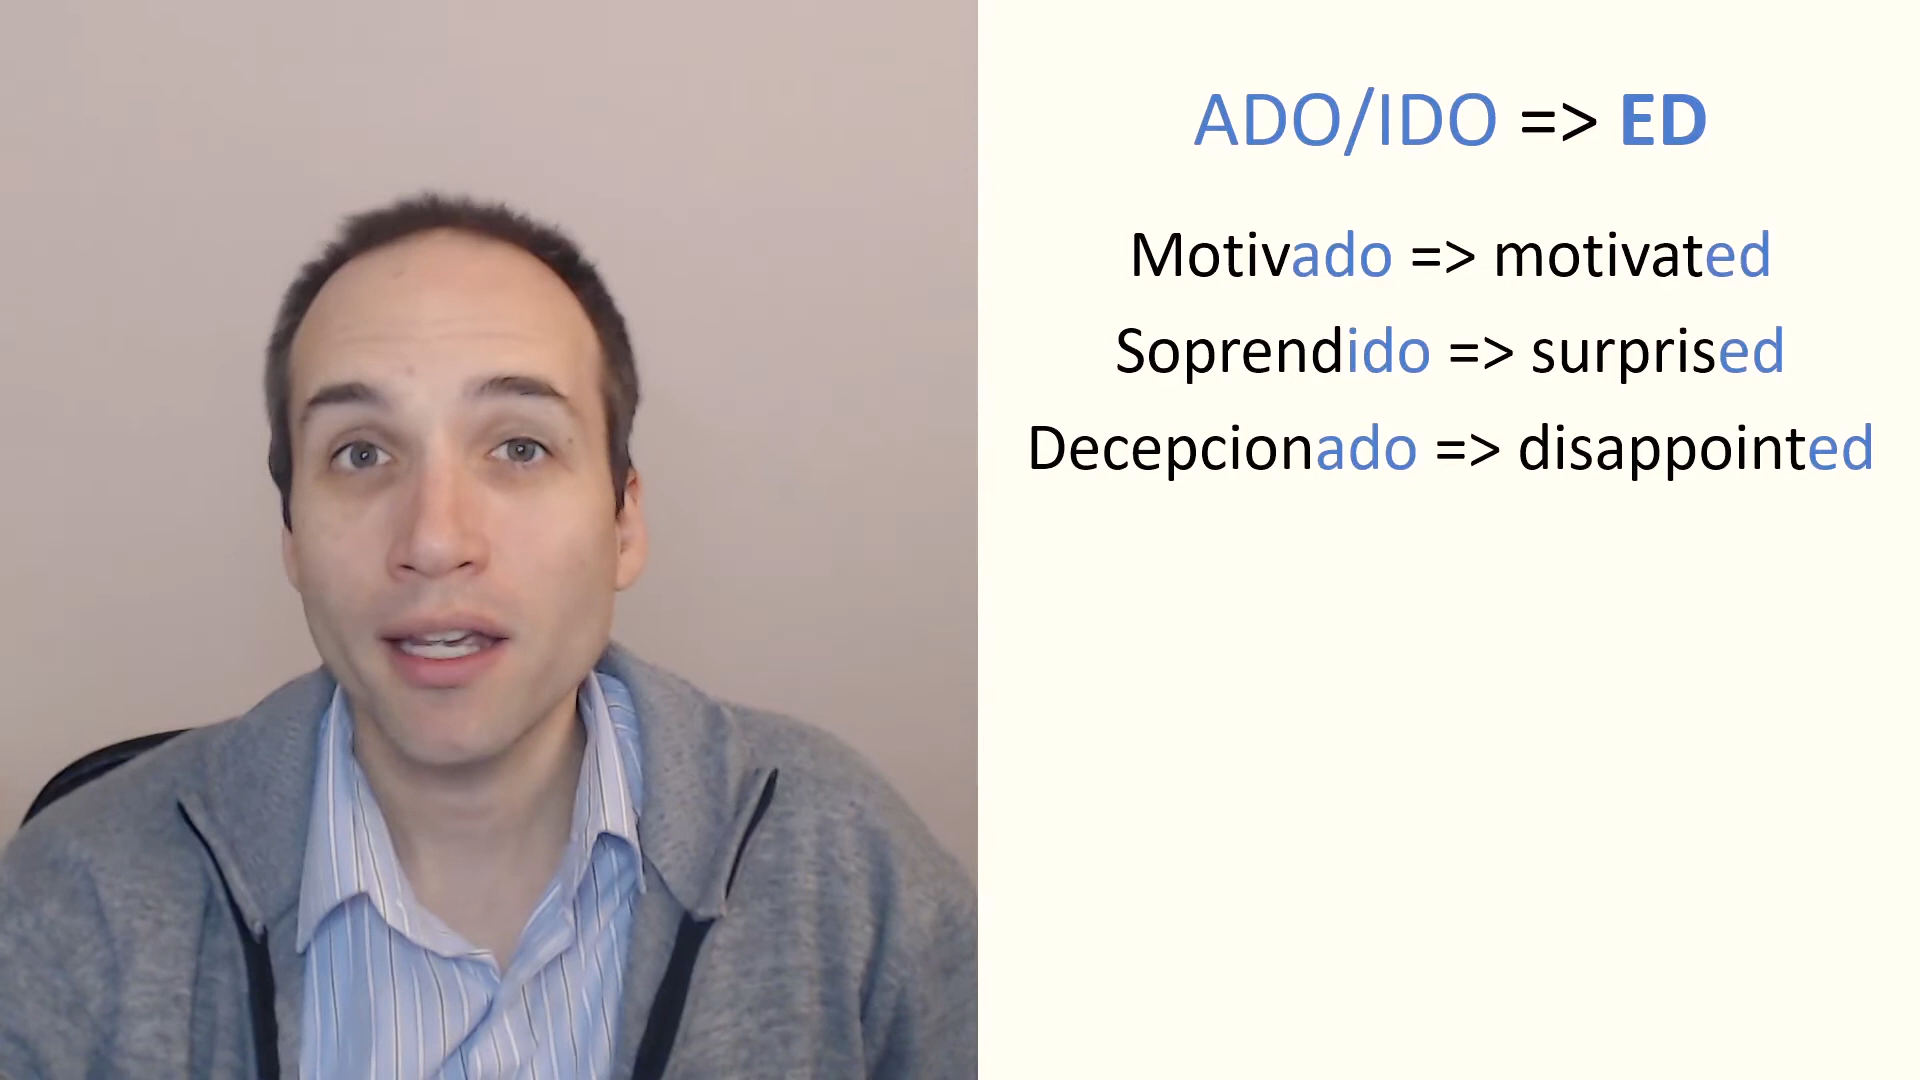 ADO/IDO => ED
Motivado => motivated
Soprendido => surprised
Decepcionado => disappointed